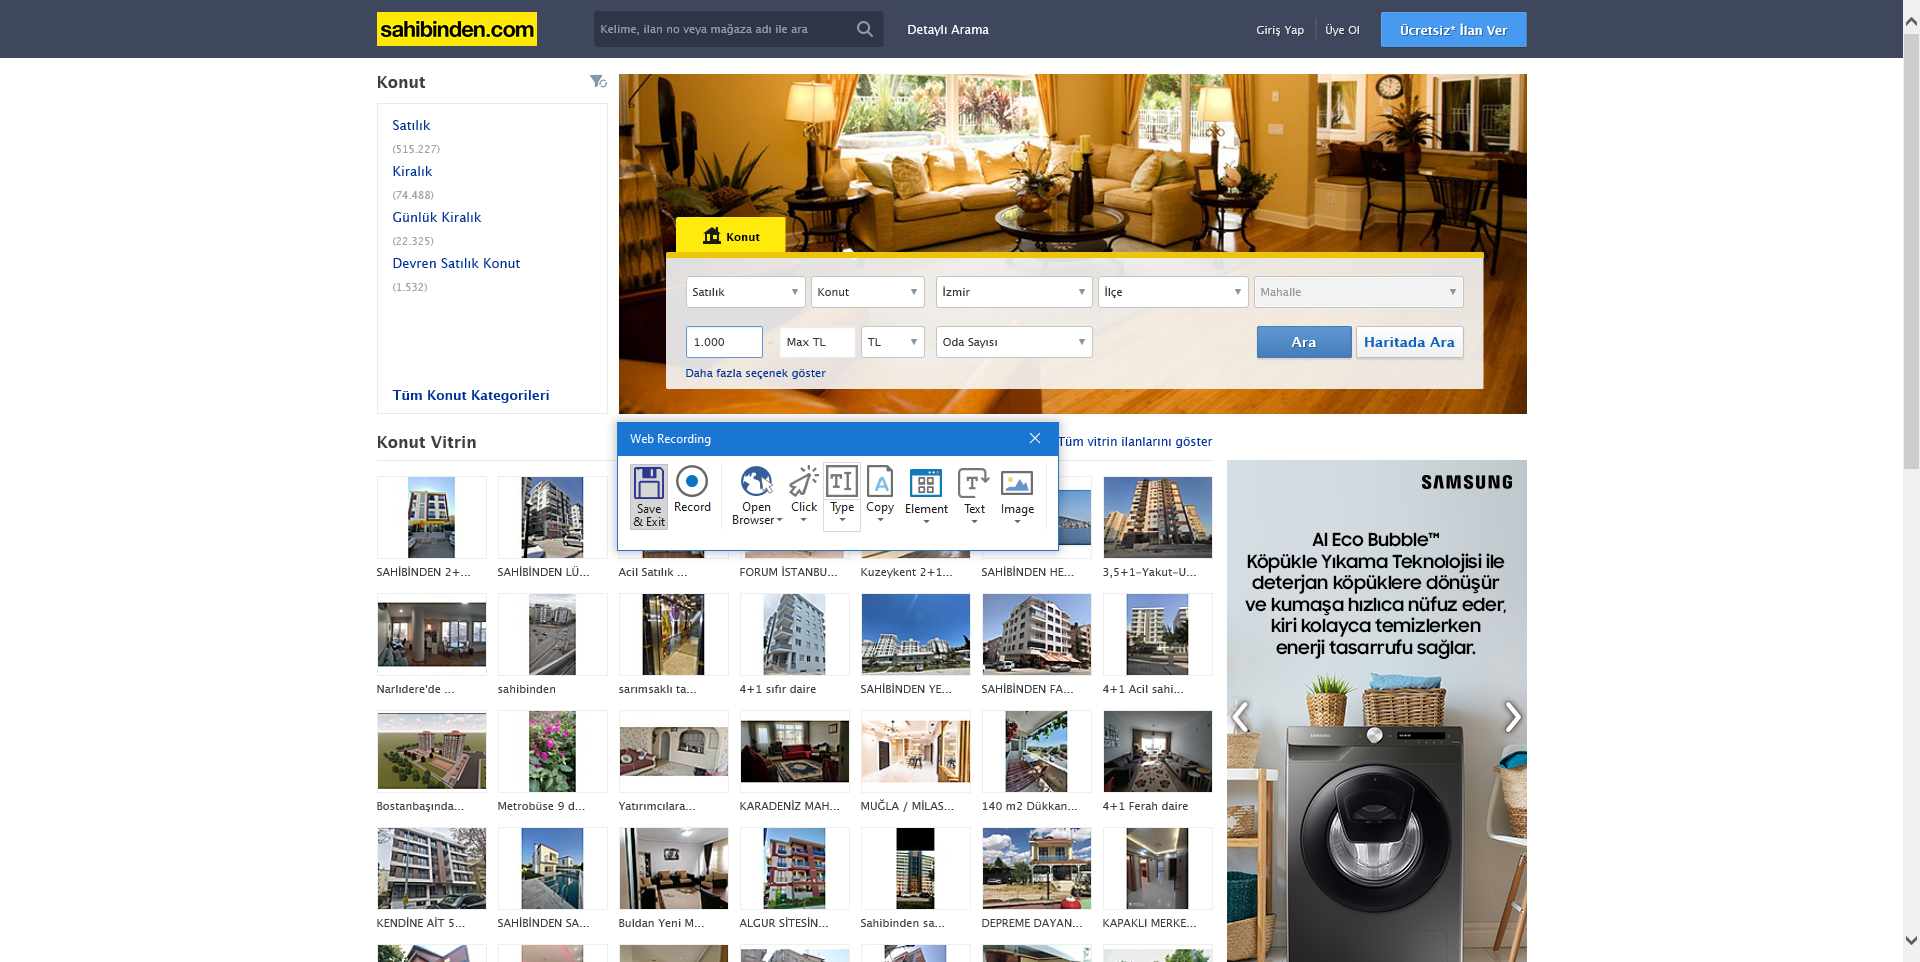 sahibinden.com
Kelime, ilan no veya mağaza adı ile ara
Detaylı Arama
Giriş Yap
Üye Ol
Ücretsiz* İlan Ver
Konut
Satılık
(515.227)
Kiralık
(74.488)
Günlük Kiralık
(22.325)
Devren Satılık Konut
(1.532)
Tüm Konut Kategorileri
Konut
Satılık
Konut
İzmir
İlçe
Mahalle
1.000
–
Max TL
TL
Oda Sayısı
Ara
Haritada Ara
Daha fazla seçenek göster
Konut Vitrin
Tüm vitrin ilanlarını göster
Web Recording
Save & Exit
Record
Open Browser
Click
Type
Copy
Element
Text
Image
SAHİBİNDEN 2+...
SAHİBİNDEN LÜ...
Acil Satılık ...
FORUM İSTANBU...
Kuzeykent 2+1...
SAHİBİNDEN HE...
3,5+1-Yakut-U...
Narlıdere'de ...
sahibinden
sarımsaklı ta...
4+1 sıfır daire
SAHİBİNDEN YE...
SAHİBİNDEN FA...
4+1 Acil sahi...
Bostanbaşında...
Metrobüse 9 d...
Yatırımcılara...
KARADENİZ MAH...
MUĞLA / MİLAS...
140 m2 Dükkan...
4+1 Ferah daire
KENDİNE AİT 5...
SAHİBİNDEN SA...
Buldan Yeni M...
ALGUR SİTESİN...
Sahibinden sa...
DEPREME DAYAN...
KAPAKLI MERKE...
SAMSUNG
AI Eco Bubble™
Köpükle Yıkama Teknolojisi ile
deterjan köpüklere dönüşür
ve kumaşa hızlıca nüfuz eder,
kiri kolayca temizlerken
enerji tasarrufu sağlar.
SAMSUNG